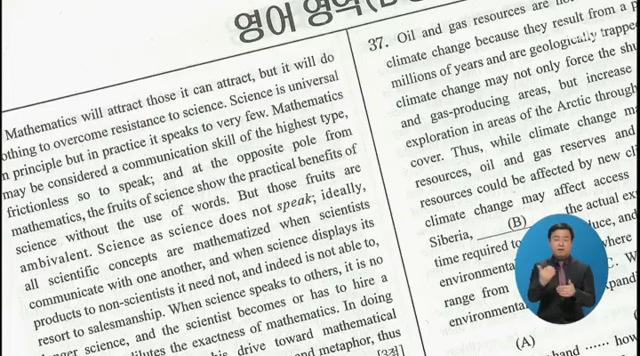 영어 영역
Mathematics will attract those it can attract, but it will do
othing to overcome resistance to science. Science is universal
n principle but in practice it speaks to very few. Mathematics
may be considered a communication skill of the highest type,
frictionless so to speak; and at the opposite pole from
mathematics, the fruits of science show the practical benefits of
science without the use of words. But those fruits are
ambivalent. Science as science does not speak; ideally,
all scientific concepts are mathematized when scientists
communicate with one another, and when science displays its
products to non-scientists it need not, and indeed is not able to,
resort to salesmanship. When science speaks to others, it is no
science, and the scientist becomes or has to hire a
dilutes the exactness of mathematics. In doing
drive toward mathematical
and metaphor, thus
37. Oil and gas resources are
climate change because they result from a
millions of years and are geologically trapped
climate change may not only force the
and gas-producing areas, but increase
exploration in areas of the Arctic through
cover. Thus, while climate change
resources, oil and gas reserves and
resources could be affected by new
climate change may affect access
Siberia, (B) the actual
time required to and
environmental where
range from C. W
environmental
(A)
hand ……